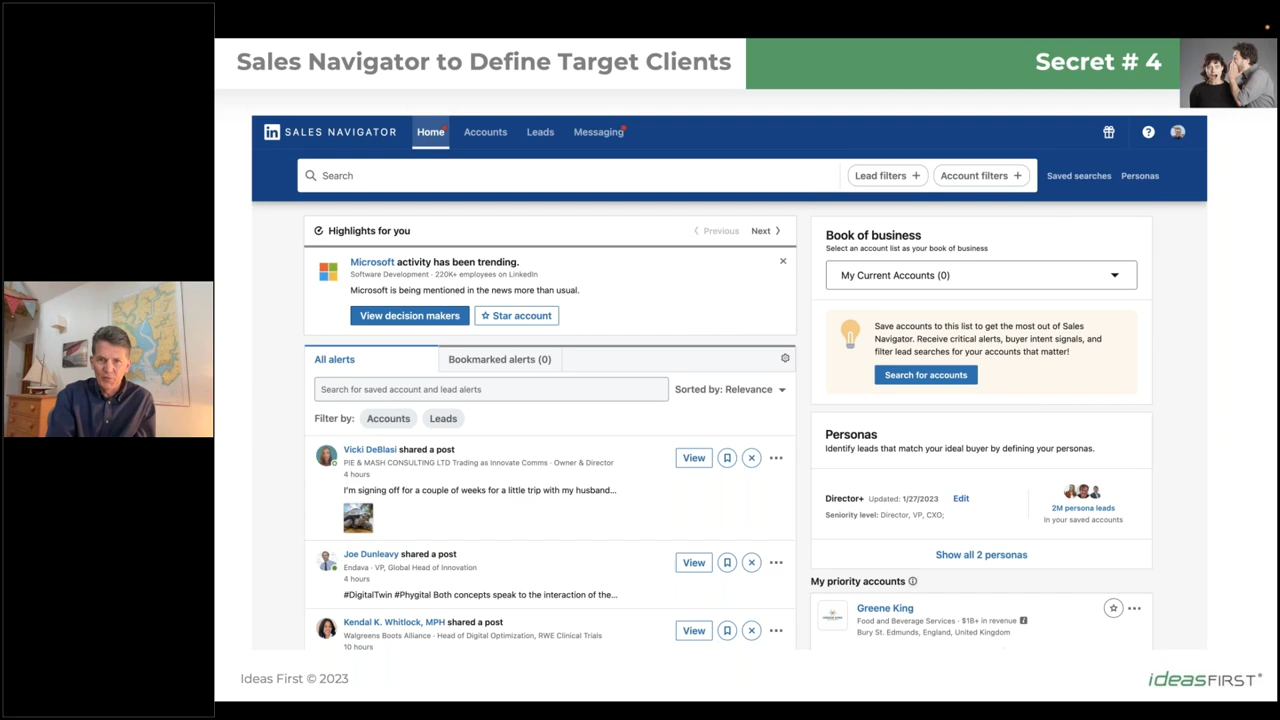 Sales Navigator to Define Target Clients
Secret # 4
in SALES NAVIGATOR
Home
Accounts
Leads
Messaging
?
Search
Lead filters +
Account filters +
Saved searches
Personas
Highlights for you
Previous
Next
Microsoft activity has been trending.
Software Development · 220K+ employees on LinkedIn
Microsoft is being mentioned in the news more than usual.
View decision makers
Star account
All alerts
Bookmarked alerts (0)
Search for saved account and lead alerts
Sorted by: Relevance
Filter by:
Accounts
Leads
Vicki DeBlasi shared a post
PIE & MASH CONSULTING LTD Trading as Innovate Comms · Owner & Director
4 hours
I'm signing off for a couple of weeks for a little trip with my husband...
View
Joe Dunleavy shared a post
Endava · VP, Global Head of Innovation
4 hours
#DigitalTwin #Phygital Both concepts speak to the interaction of the...
View
Kendal K. Whitlock, MPH shared a post
Walgreens Boots Alliance · Head of Digital Optimization, RWE Clinical Trials
10 hours
View
Book of business
Select an account list as your book of business
My Current Accounts (0)
Save accounts to this list to get the most out of Sales
Navigator. Receive critical alerts, buyer intent signals, and
filter lead searches for your accounts that matter!
Search for accounts
Personas
Identify leads that match your ideal buyer by defining your personas.
Director+ Updated: 1/27/2023 Edit
Seniority level: Director, VP, CXO;
2M persona leads
In your saved accounts
Show all 2 personas
My priority accounts
Greene King
Food and Beverage Services · $1B+ in revenue
Bury St. Edmunds, England, United Kingdom
Ideas First © 2023
ideasFIRST